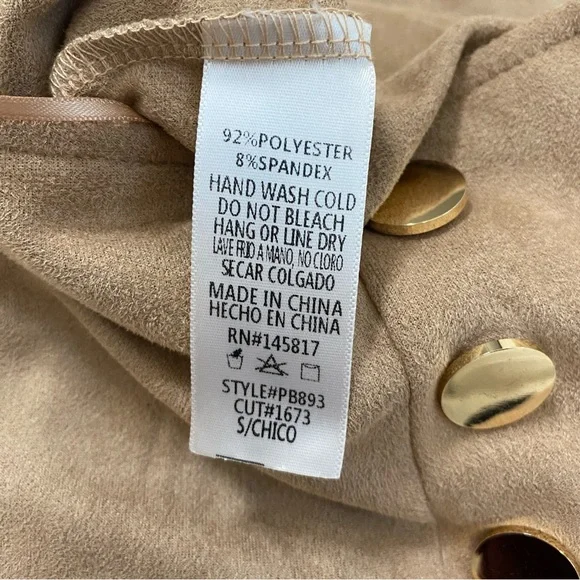 92%POLYESTER
8%SPANDEX
HAND WASH COLD
DO NOT BLEACH
HANG OR LINE DRY
LAVE FRIO A MANO, NO CLORO
SECAR COLGADO
MADE IN CHINA
HECHO EN CHINA
RN#145817
STYLE#PB893
CUT#1673
S/CHICO